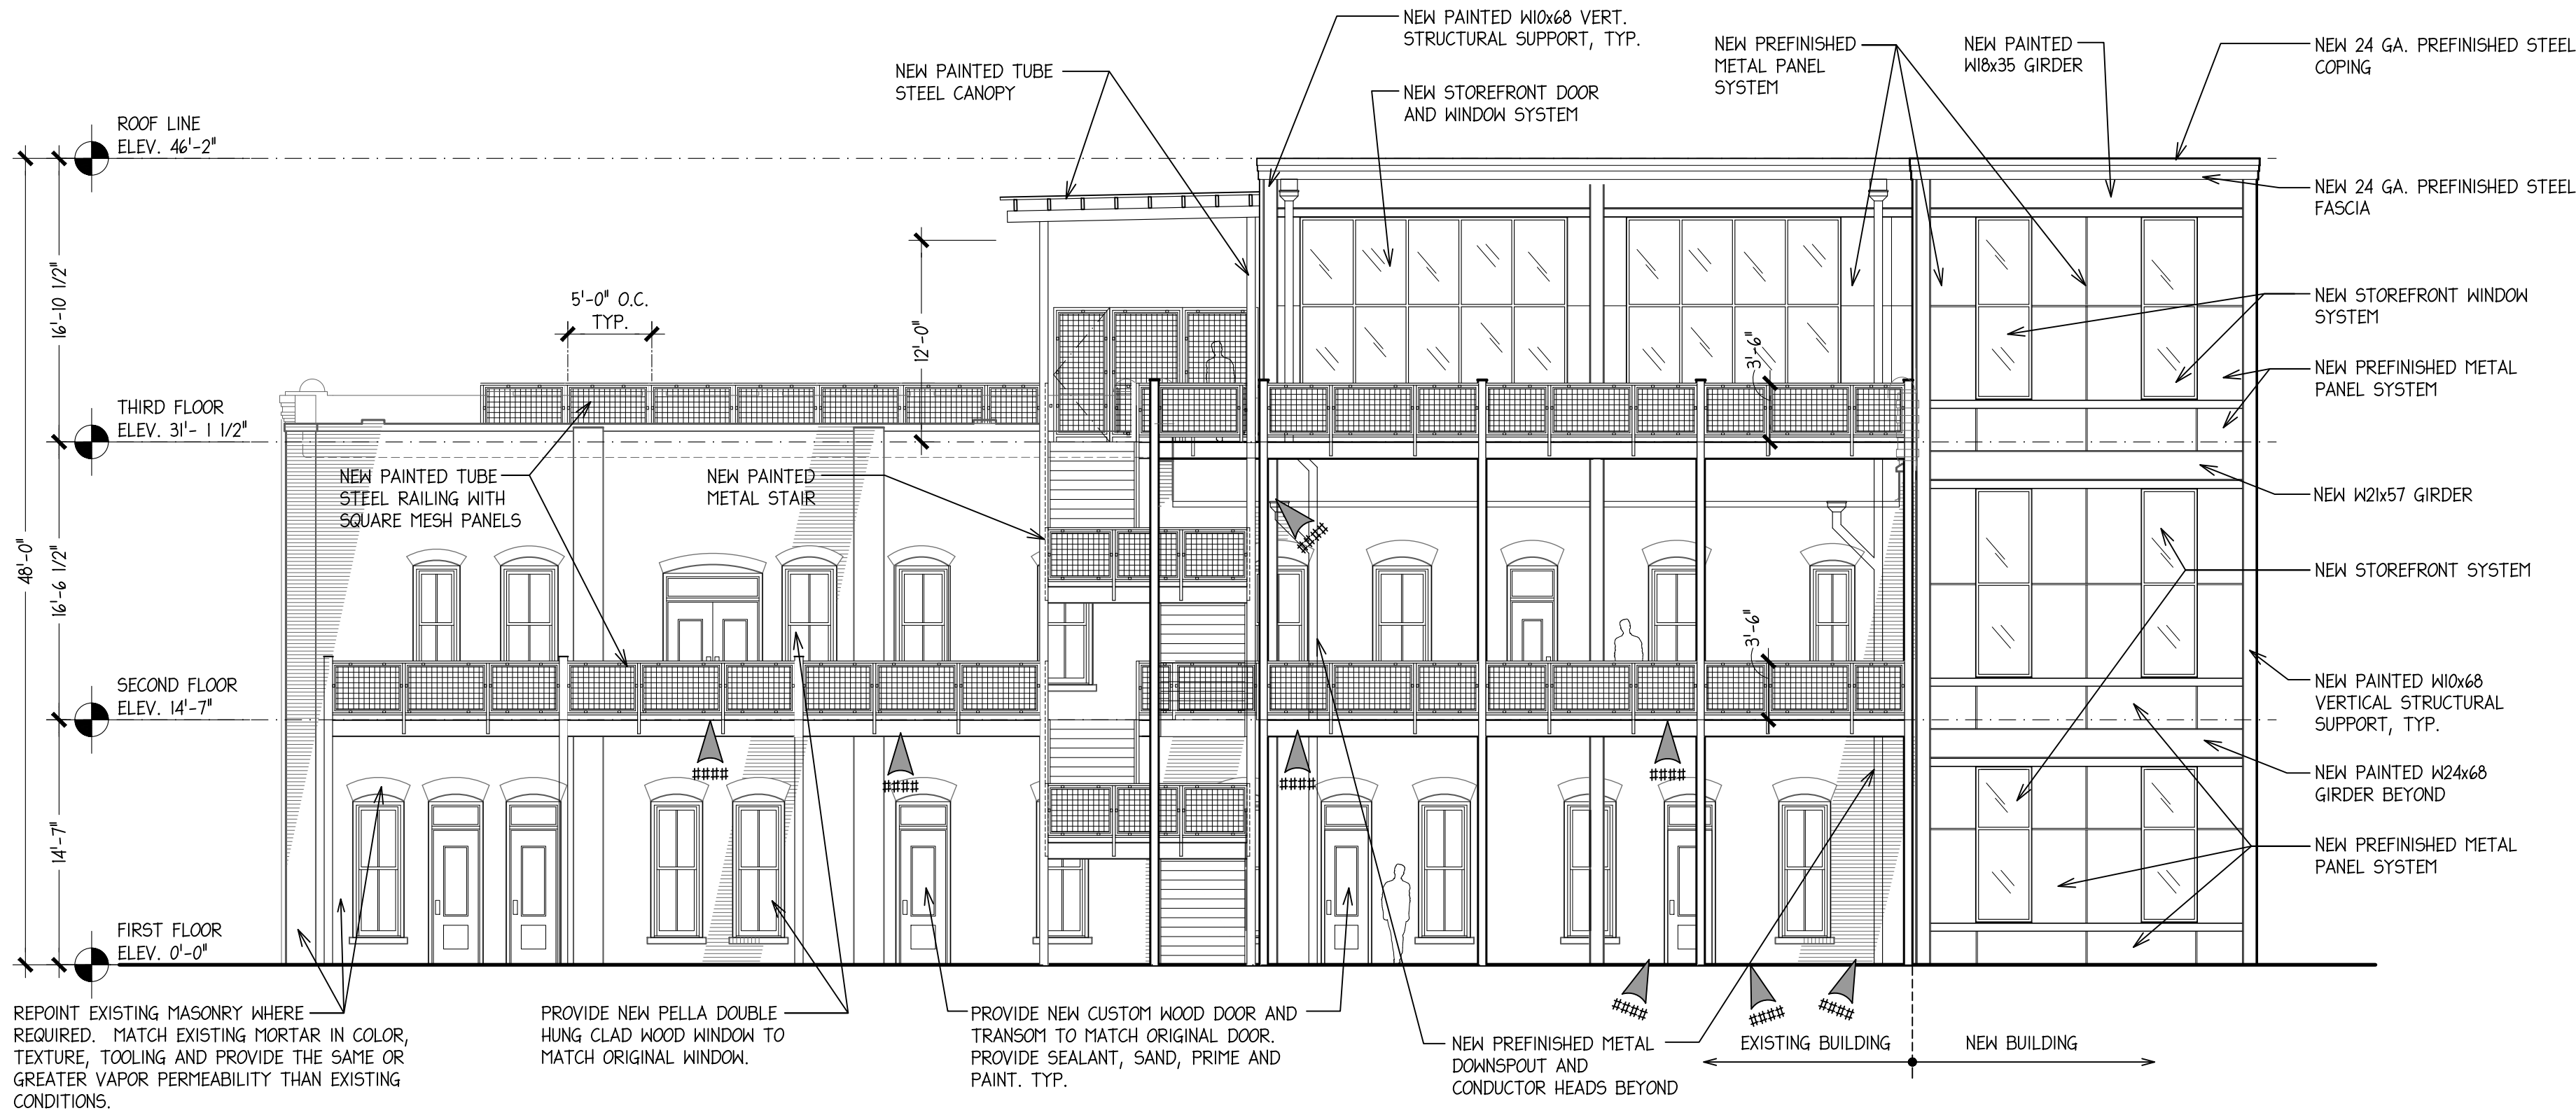 NEW PAINTED W10x68 VERT.
STRUCTURAL SUPPORT, TYP.
NEW PREFINISHED
METAL PANEL
SYSTEM
NEW PAINTED
W18x35 GIRDER
NEW 24 GA. PREFINISHED STEEL
COPING
NEW PAINTED TUBE
STEEL CANOPY
NEW STOREFRONT DOOR
AND WINDOW SYSTEM
ROOF LINE
ELEV. 46'-2"
NEW 24 GA. PREFINISHED STEEL
FASCIA
16'-10 1/2"
5'-0" O.C.
TYP.
12'-0"
3'-6"
NEW STOREFRONT WINDOW
SYSTEM
NEW PREFINISHED METAL
PANEL SYSTEM
THIRD FLOOR
ELEV. 31'- 1 1/2"
NEW PAINTED TUBE
STEEL RAILING WITH
SQUARE MESH PANELS
NEW PAINTED
METAL STAIR
NEW W21x57 GIRDER
48'-0"
16'-6 1/2"
NEW STOREFRONT SYSTEM
3'-6"
SECOND FLOOR
ELEV. 14'-7"
NEW PAINTED W10x68
VERTICAL STRUCTURAL
SUPPORT, TYP.
#####
#####
#####
#####
#####
NEW PAINTED W24x68
GIRDER BEYOND
14'-7"
NEW PREFINISHED METAL
PANEL SYSTEM
FIRST FLOOR
ELEV. 0'-0"
#####
#####
#####
REPOINT EXISTING MASONRY WHERE
REQUIRED. MATCH EXISTING MORTAR IN COLOR,
TEXTURE, TOOLING AND PROVIDE THE SAME OR
GREATER VAPOR PERMEABILITY THAN EXISTING
CONDITIONS.
PROVIDE NEW PELLA DOUBLE
HUNG CLAD WOOD WINDOW TO
MATCH ORIGINAL WINDOW.
PROVIDE NEW CUSTOM WOOD DOOR AND
TRANSOM TO MATCH ORIGINAL DOOR.
PROVIDE SEALANT, SAND, PRIME AND
PAINT. TYP.
NEW PREFINISHED METAL
DOWNSPOUT AND
CONDUCTOR HEADS BEYOND
EXISTING BUILDING
NEW BUILDING